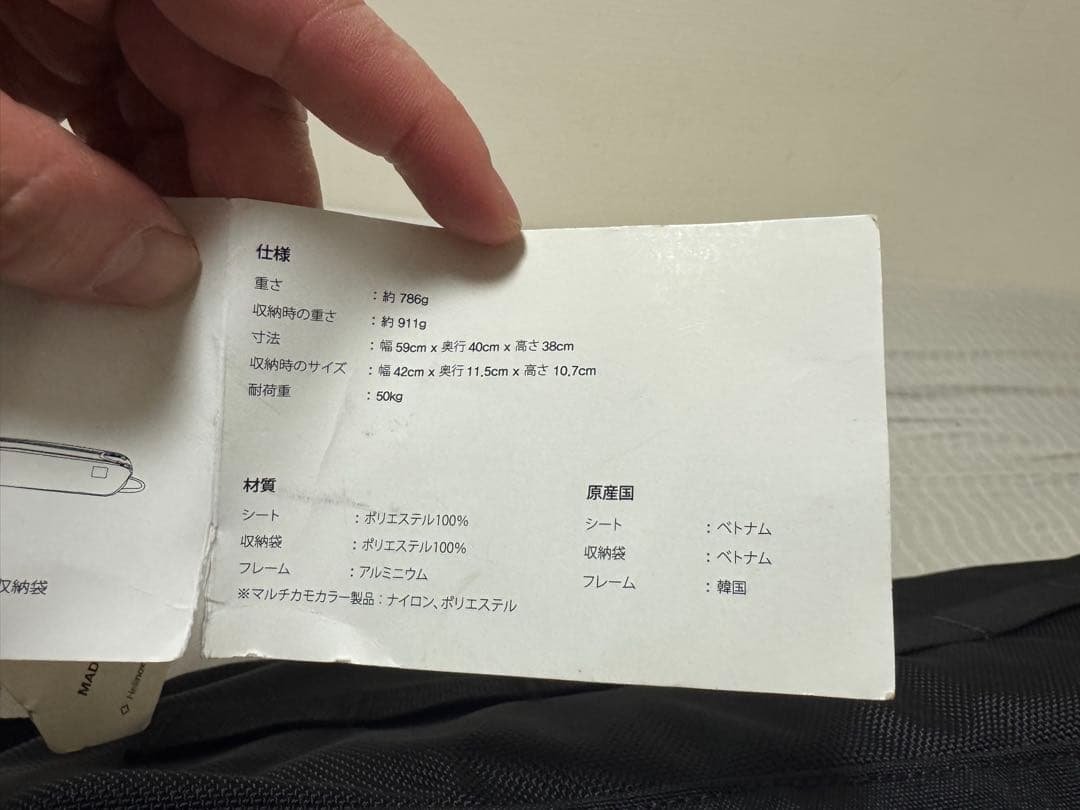 仕様
重さ : 約 786g
収納時の重さ : 約 911g
寸法 : 幅 59cm x 奥行 40cm x 高さ 38cm
収納時のサイズ : 幅 42cm x 奥行 11.5cm x 高さ 10.7cm
耐荷重 : 50kg
材質
シート : ポリエステル100%
収納袋 : ポリエステル100%
フレーム : アルミニウム
※マルチカモカラー製品 : ナイロン、ポリエステル
原産国
シート : ベトナム
収納袋 : ベトナム
フレーム : 韓国
収納袋
MAD